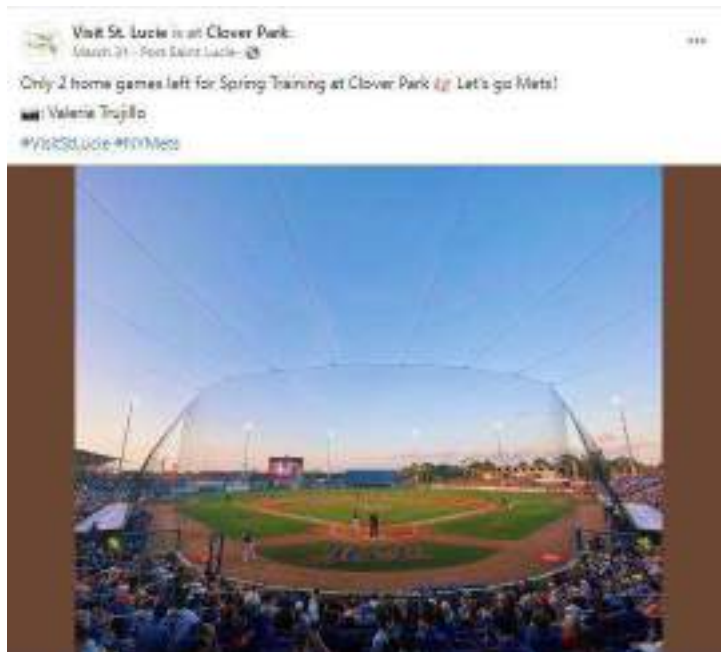 Visit St. Lucie is at Clover Park.
March 31 · Port Saint Lucie ·
Only 2 home games left for Spring Training at Clover Park Let's go Mets!
: Valerie Trujillo
#VisitStLucie #NYMets